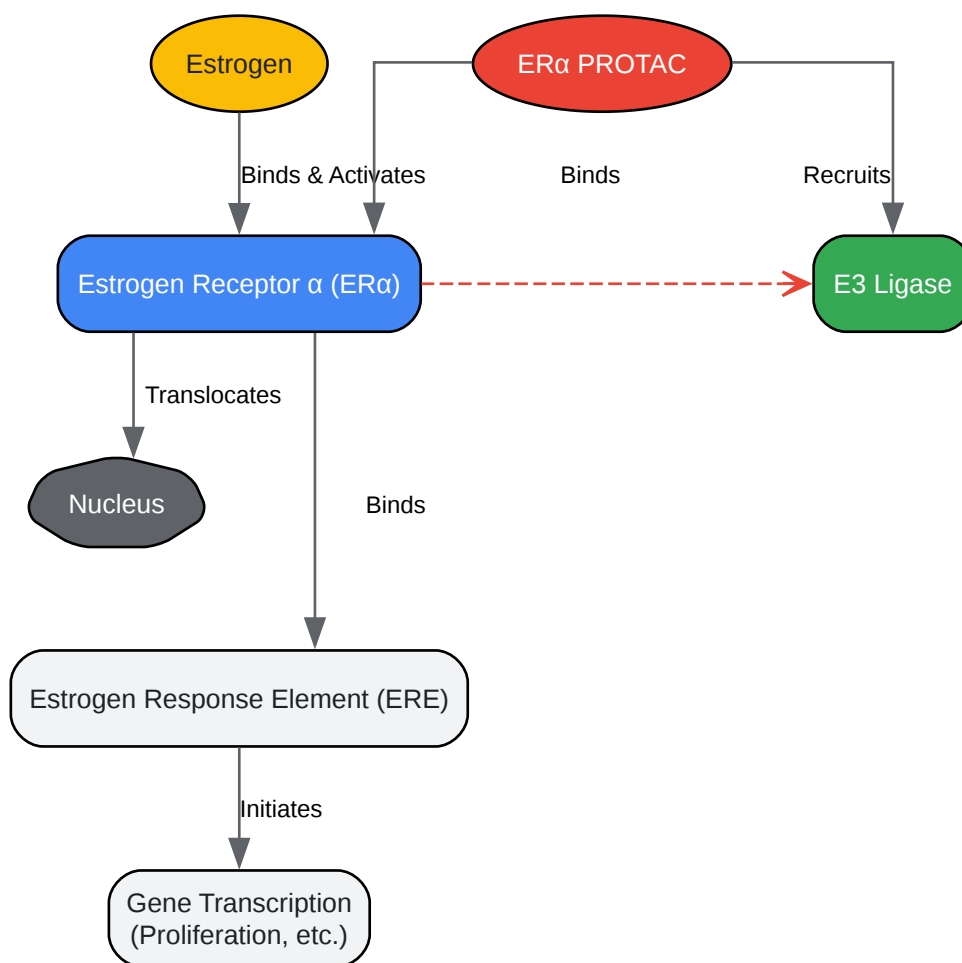 Estrogen
ERα PROTAC
Binds & Activates
Binds
Recruits
Estrogen Receptor α (ERα)
E3 Ligase
Translocates
Nucleus
Binds
Estrogen Response Element (ERE)
Initiates
Gene Transcription
(Proliferation, etc.)